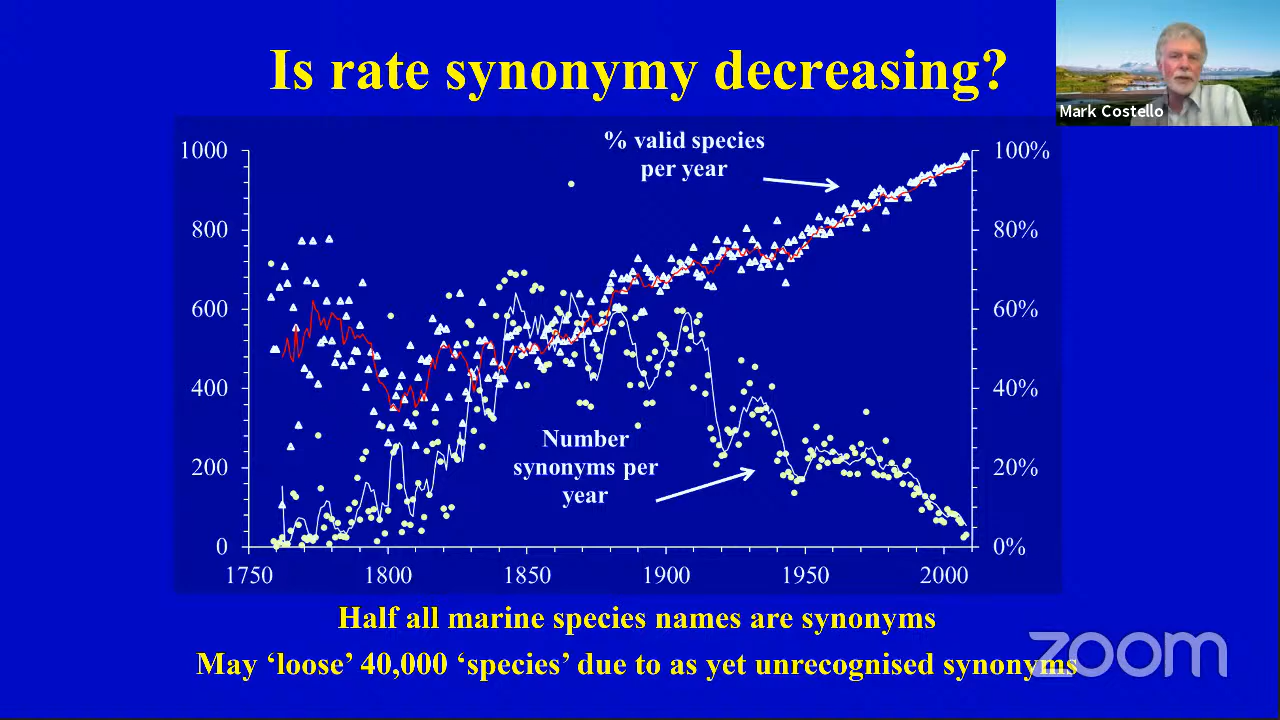 Is rate synonymy decreasing?
Mark Costello
% valid species
per year
1000
800
600
400
200
0
100%
80%
60%
40%
20%
0%
Number
synonyms per
year
1750
1800
1850
1900
1950
2000
Half all marine species names are synonyms
May ‘loose’ 40,000 ‘species’ due to as yet unrecognised synonyms
zoom